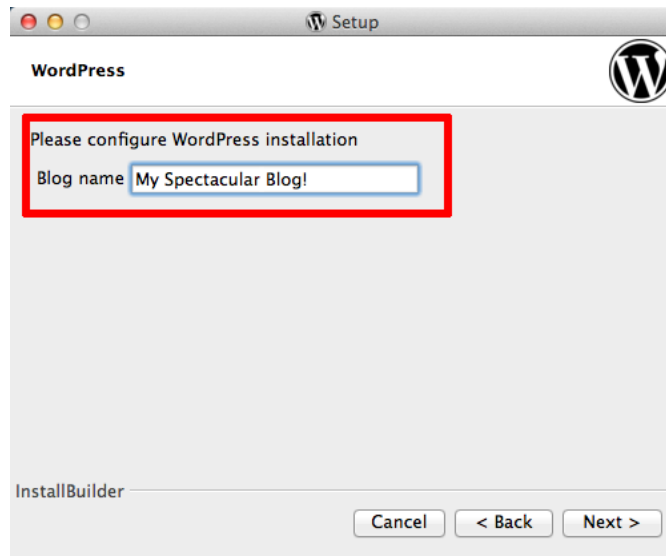 Setup
WordPress
Please configure WordPress installation
Blog name My Spectacular Blog!
InstallBuilder
Cancel < Back Next >